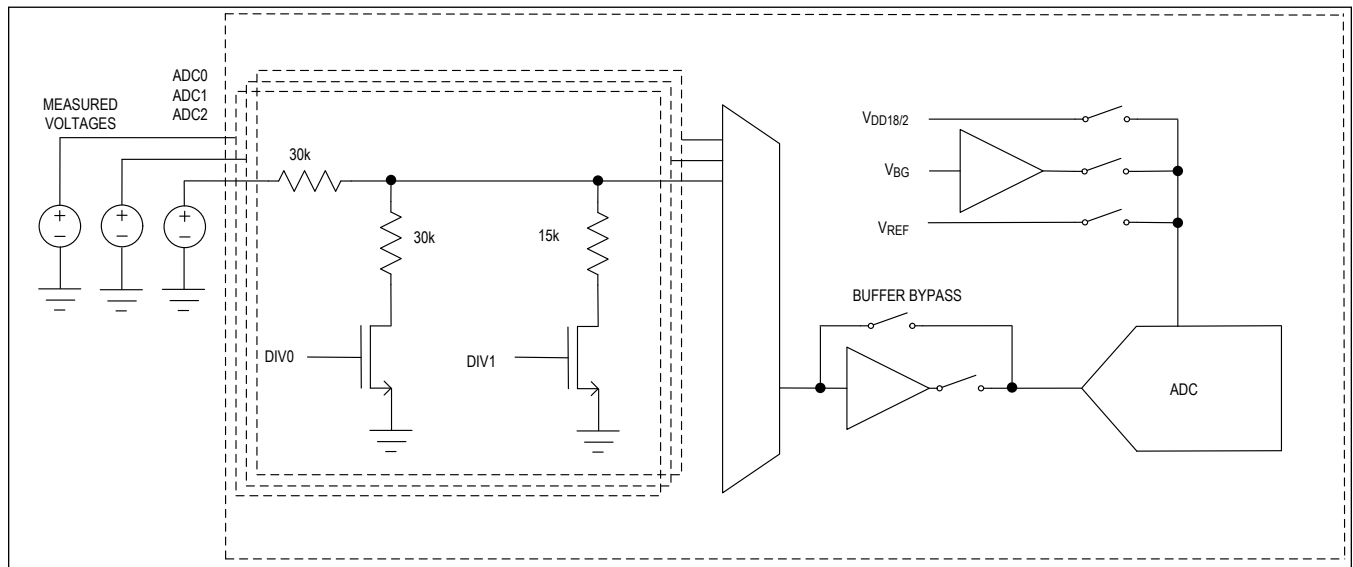 ADC0
ADC1
ADC2
MEASURED
VOLTAGES
30k
30k
15k
DIV0
DIV1
VDD18/2
VBG
VREF
BUFFER BYPASS
ADC
+
−
+
−
+
−